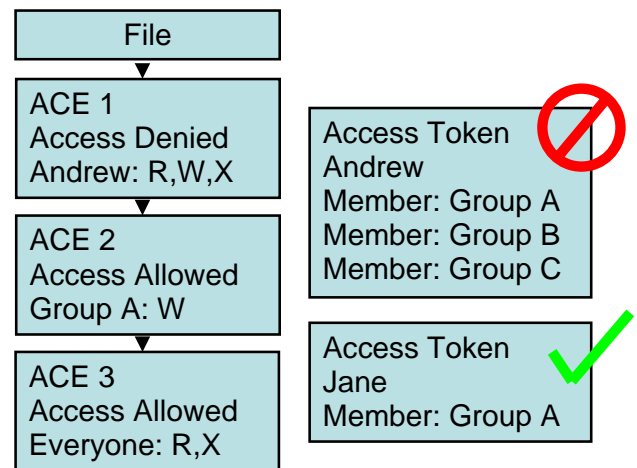 File
ACE 1
Access Denied
Andrew: R,W,X
ACE 2
Access Allowed
Group A: W
ACE 3
Access Allowed
Everyone: R,X
Access Token
Andrew
Member: Group A
Member: Group B
Member: Group C
Access Token
Jane
Member: Group A